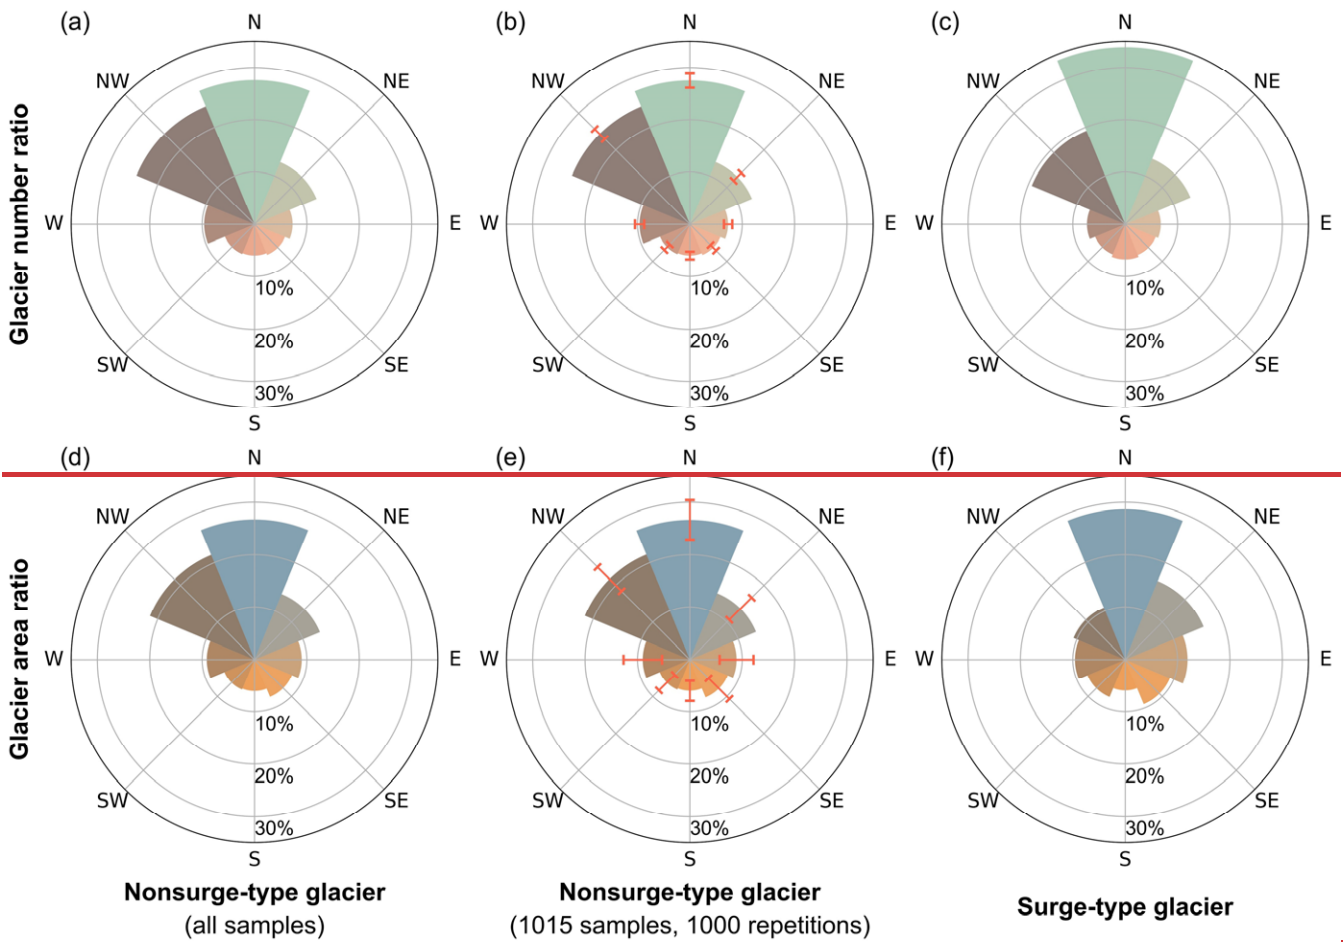 (a)
N
NW
NE
W
E
SW
SE
S
10%
20%
30%
(b)
N
NW
NE
W
E
SW
SE
S
10%
20%
30%
(c)
N
NW
NE
W
E
SW
SE
S
10%
20%
30%
Glacier number ratio
(d)
N
NW
NE
W
E
SW
SE
S
10%
20%
30%
(e)
N
NW
NE
W
E
SW
SE
S
10%
20%
30%
(f)
N
NW
NE
W
E
SW
SE
S
10%
20%
30%
Glacier area ratio
Nonsurge-type glacier
(all samples)
Nonsurge-type glacier
(1015 samples, 1000 repetitions)
Surge-type glacier